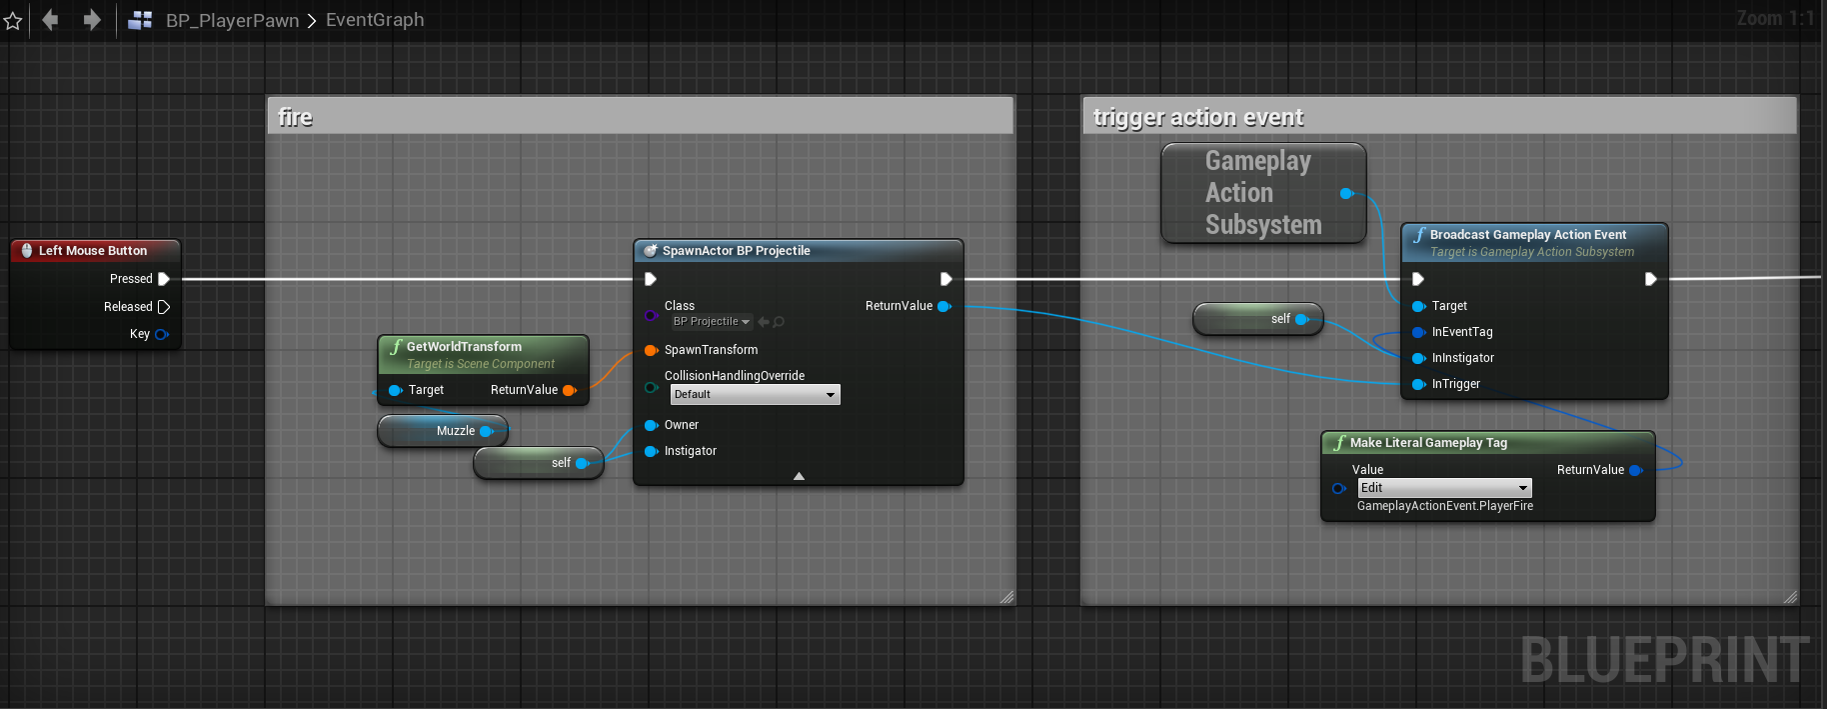 BP_PlayerPawn > EventGraph
Zoom 1:1
fire
trigger action event
Gameplay
Action
Subsystem
Left Mouse Button
Pressed
Released
Key
GetWorldTransform
Target is Scene Component
Target
ReturnValue
Muzzle
self
SpawnActor BP Projectile
Class
BP Projectile
ReturnValue
SpawnTransform
CollisionHandlingOverride
Default
Owner
Instigator
self
Broadcast Gameplay Action Event
Target is Gameplay Action Subsystem
Target
InEventTag
InInstigator
InTrigger
Make Literal Gameplay Tag
Value
ReturnValue
Edit
GameplayActionEvent.PlayerFire
BLUEPRINT